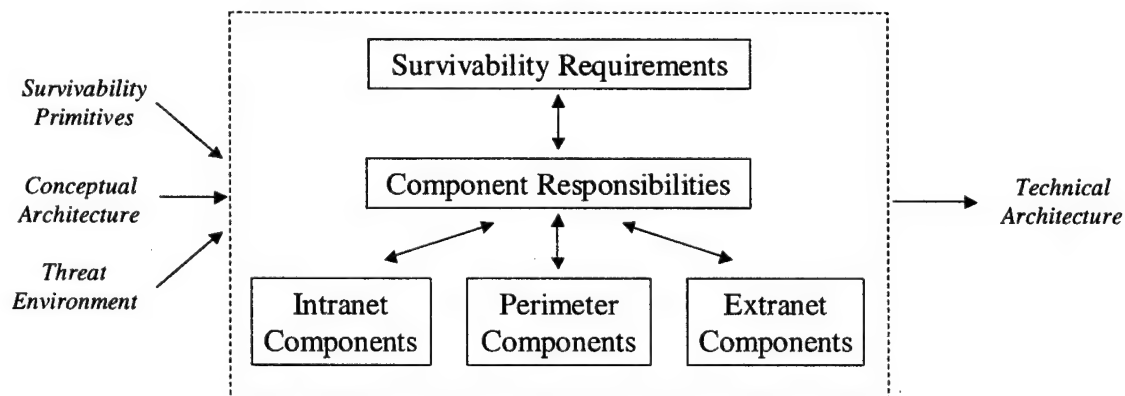 Survivability
Primitives
Conceptual
Architecture
Threat
Environment
Survivability Requirements
Component Responsibilities
Intranet
Components
Perimeter
Components
Extranet
Components
Technical
Architecture